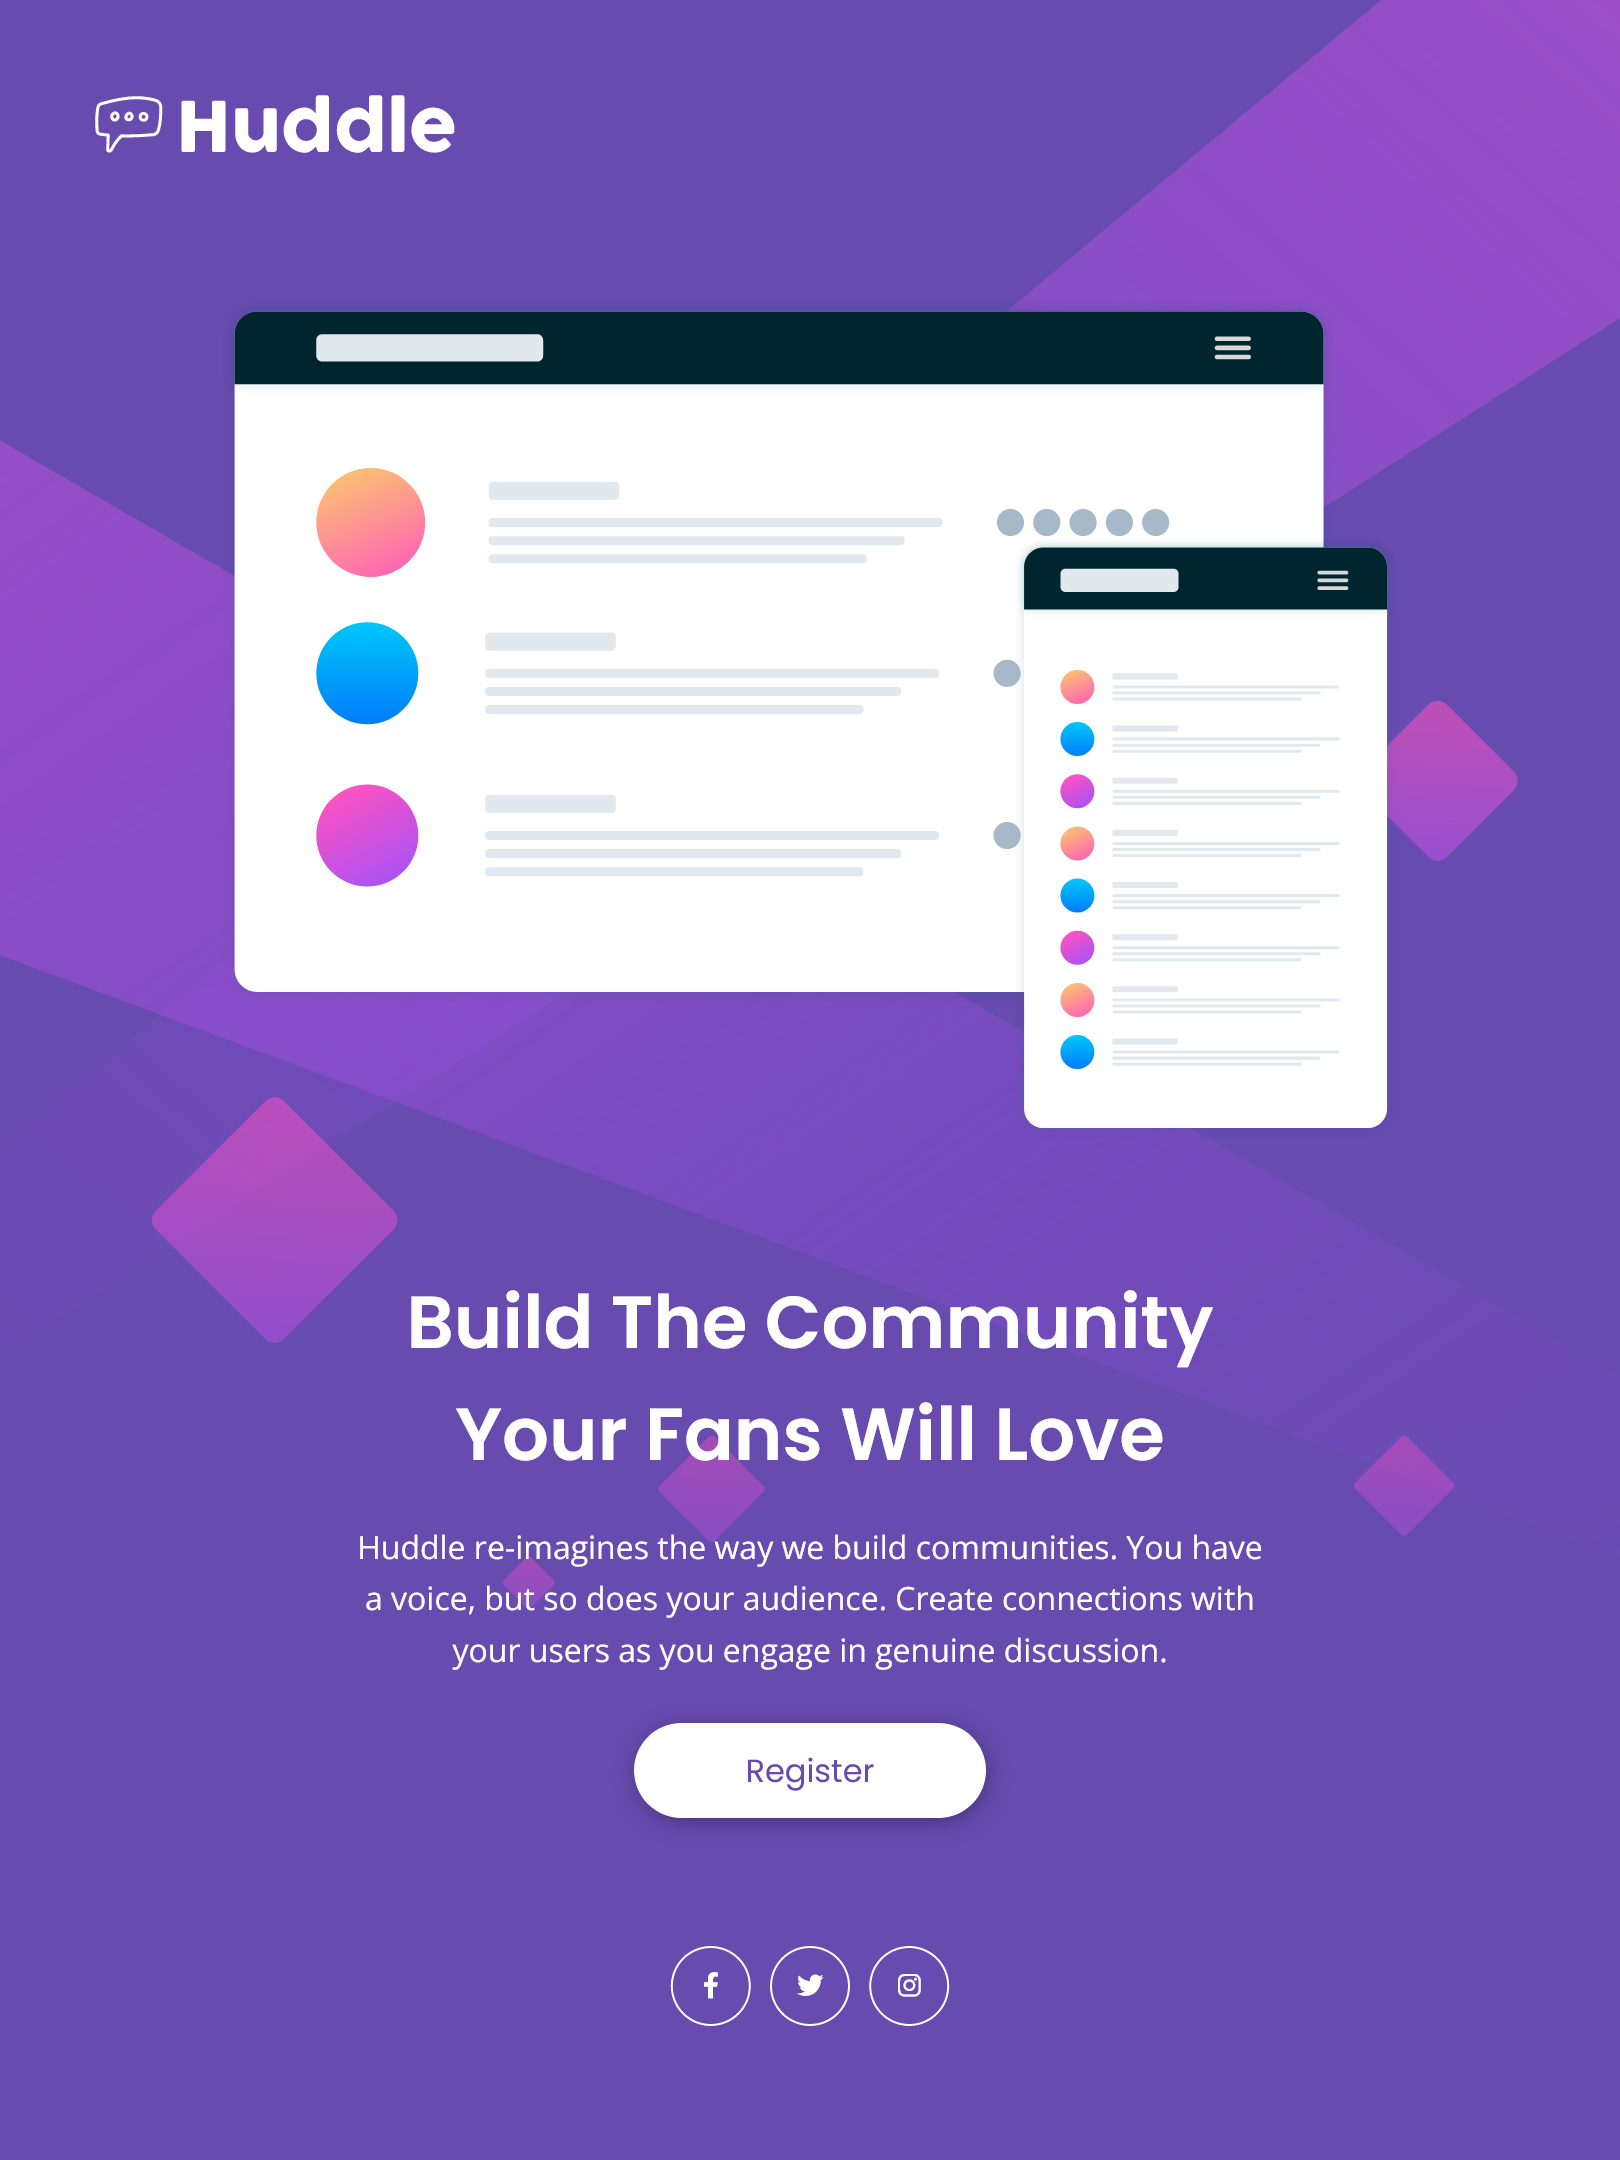 Huddle
Build The Community
Your Fans Will Love
Huddle re-imagines the way we build communities. You have
a voice, but so does your audience. Create connections with
your users as you engage in genuine discussion.
Register